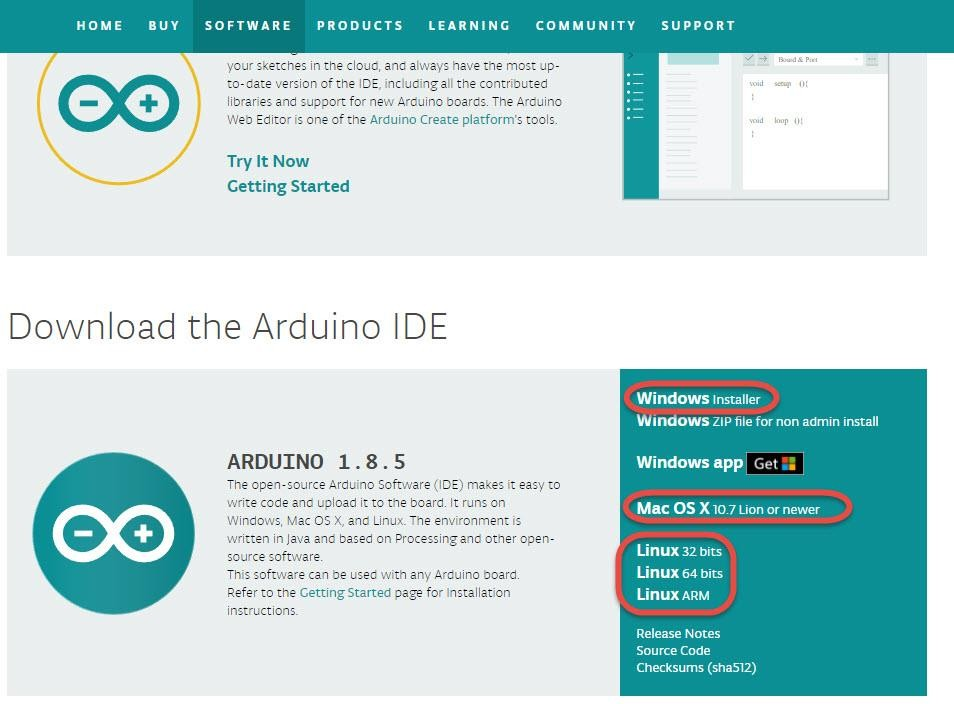 HOME BUY SOFTWARE PRODUCTS LEARNING COMMUNITY SUPPORT
your sketches in the cloud, and always have the most up-
to-date version of the IDE, including all the contributed
libraries and support for new Arduino boards. The Arduino
Web Editor is one of the Arduino Create platform's tools.
Try It Now
Getting Started
Board & Port
void setup (){
}
void loop (){
}
Download the Arduino IDE
ARDUINO 1.8.5
The open-source Arduino Software (IDE) makes it easy to
write code and upload it to the board. It runs on
Windows, Mac OS X, and Linux. The environment is
written in Java and based on Processing and other open-
source software.
This software can be used with any Arduino board.
Refer to the Getting Started page for Installation
instructions.
Windows Installer
Windows ZIP file for non admin install
Windows app Get
Mac OS X 10.7 Lion or newer
Linux 32 bits
Linux 64 bits
Linux ARM
Release Notes
Source Code
Checksums (sha512)